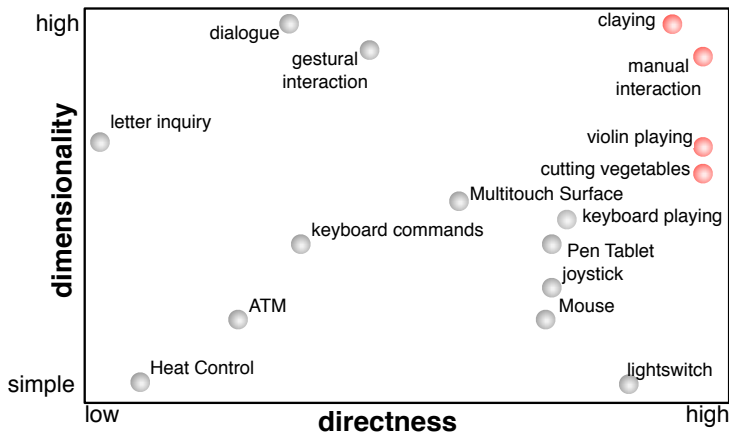 high
dialogue
claying
gestural
interaction
manual
interaction
letter inquiry
violin playing
cutting vegetables
Multitouch Surface
keyboard playing
keyboard commands
Pen Tablet
joystick
ATM
Mouse
Heat Control
lightswitch
dimensionality
simple
low
directness
high